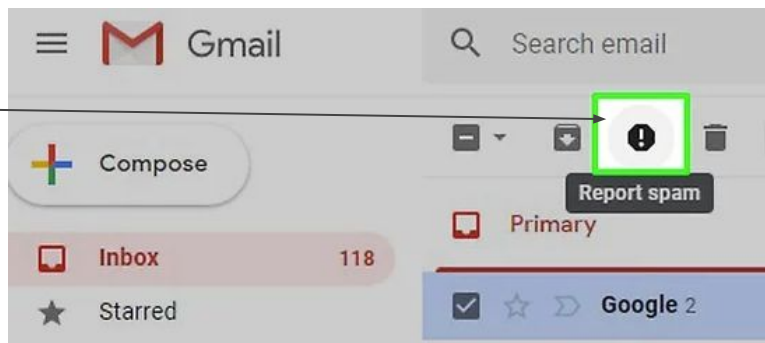 Gmail
Search email
Compose
Report spam
Primary
Inbox 118
Starred
Google 2